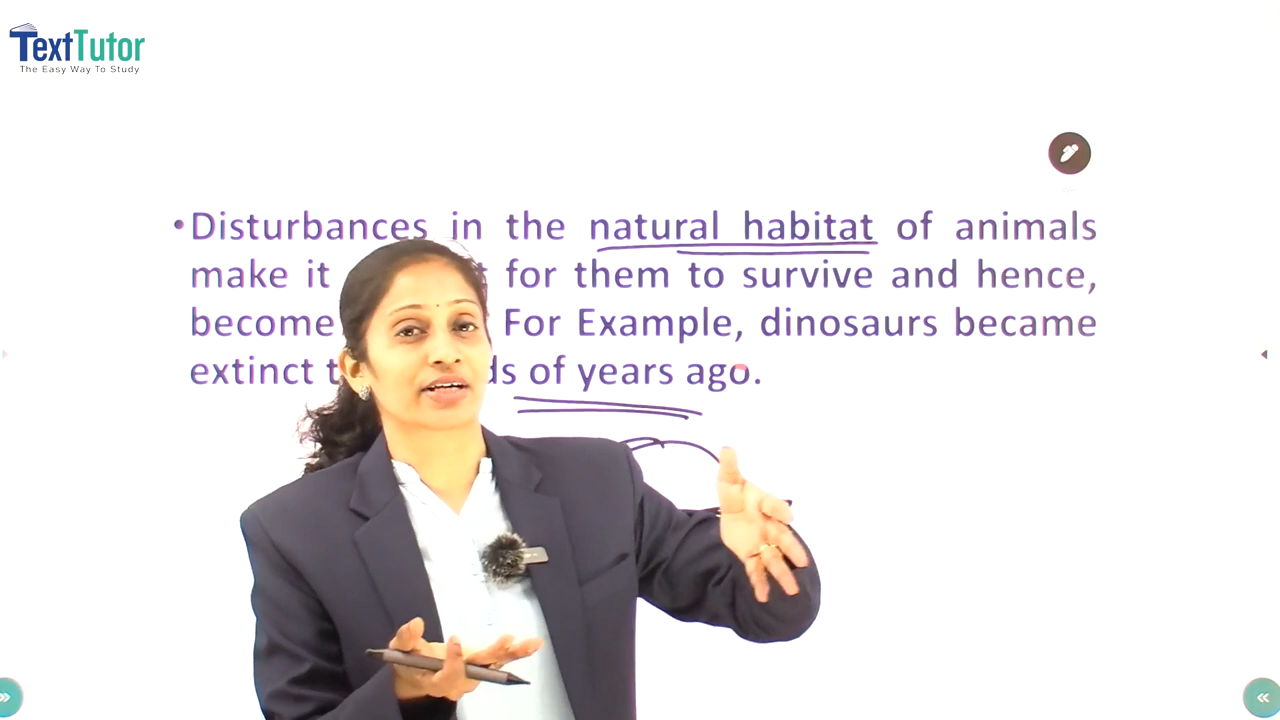 TextTutor
The Easy Way To Study
•Disturbances in the natural habitat of animals
make it for them to survive and hence,
become For Example, dinosaurs became
extinct of years ago.